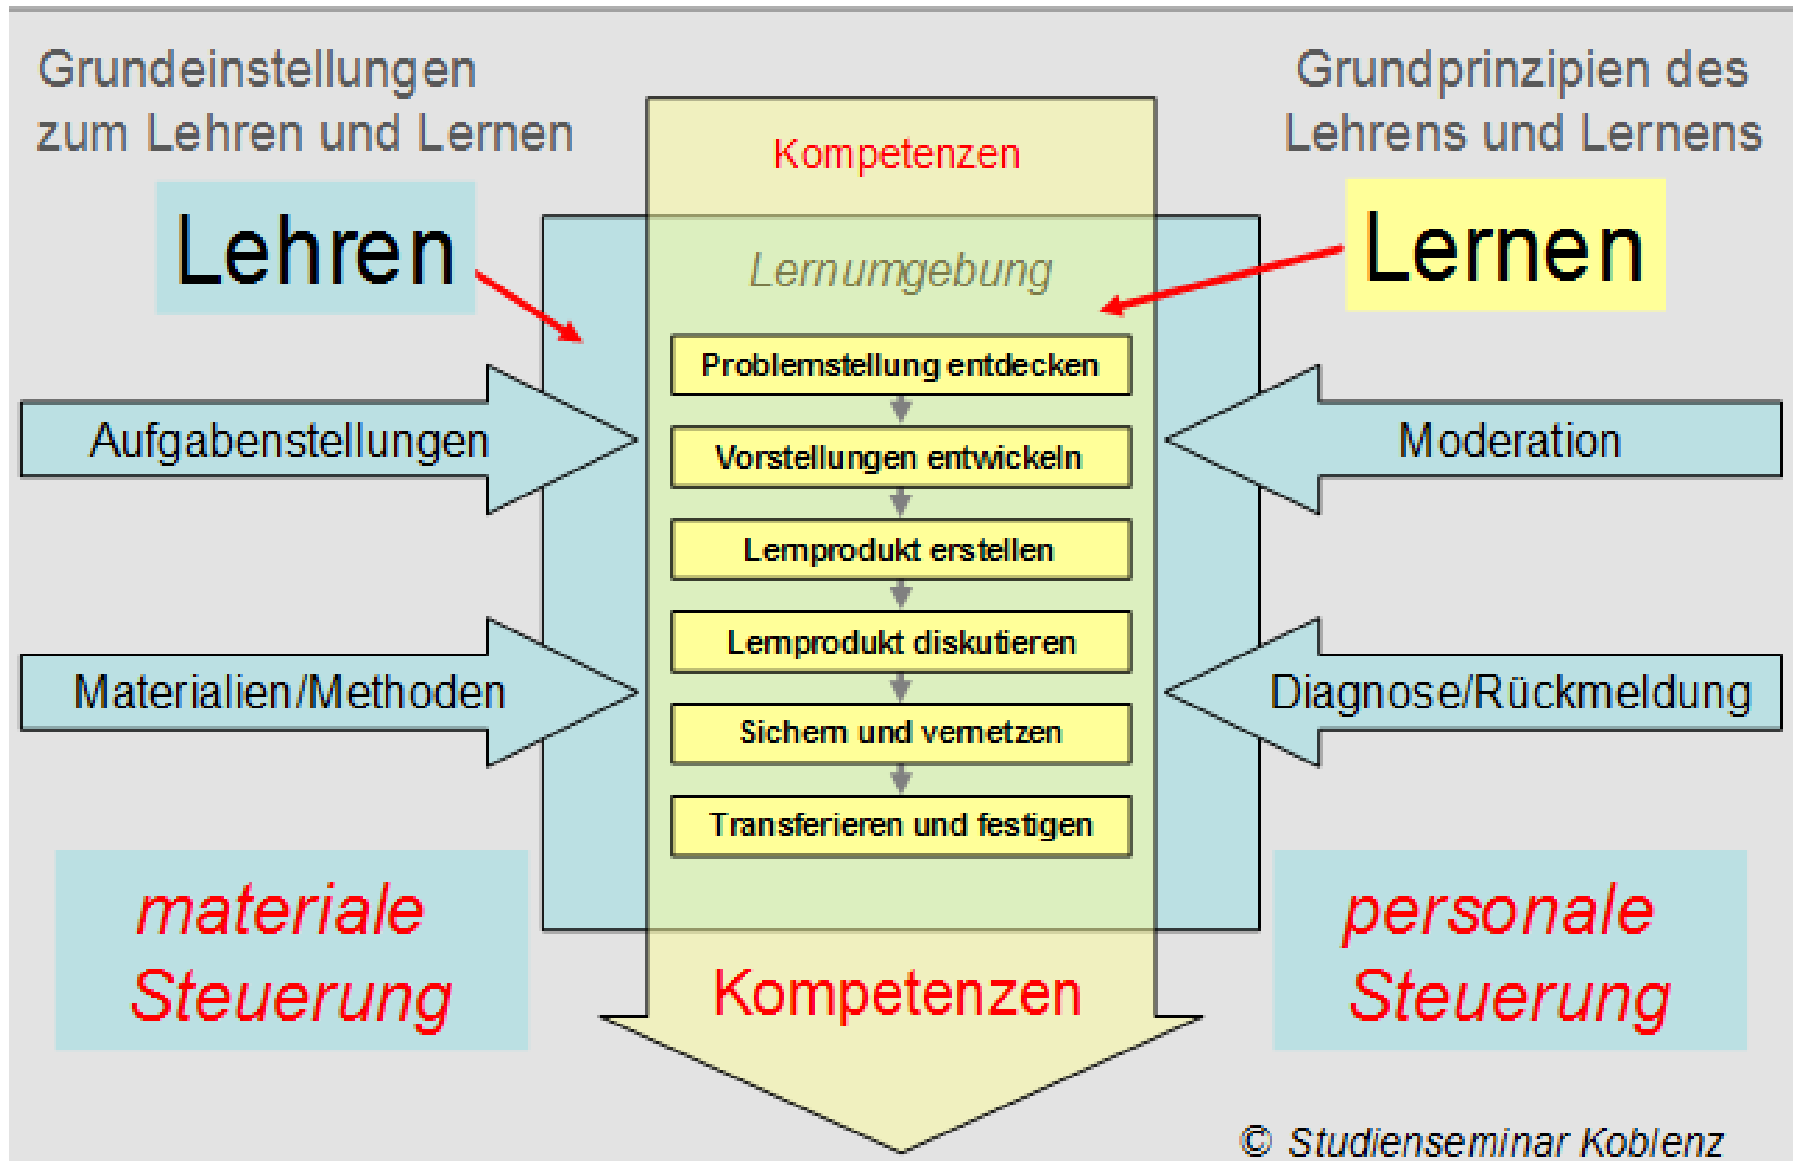 Grundeinstellungen
zum Lehren und Lernen
Grundprinzipien des
Lehrens und Lernens
Kompetenzen
Lehren
Lernen
Lernumgebung
Problemstellung entdecken
Aufgabenstellungen
Moderation
Vorstellungen entwickeln
Lernprodukt erstellen
Lernprodukt diskutieren
Materialien/Methoden
Diagnose/Rückmeldung
Sichern und vernetzen
Transferieren und festigen
materiale
Steuerung
personale
Steuerung
Kompetenzen
© Studienseminar Koblenz